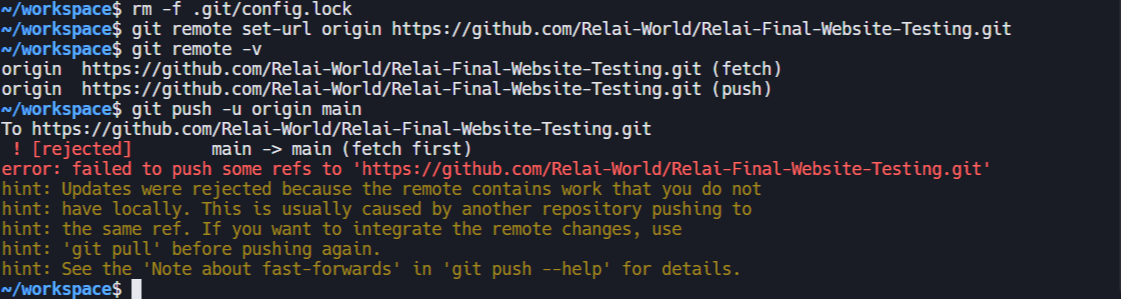 ~/workspace$ rm -f .git/config.lock
~/workspace$ git remote set-url origin https://github.com/Relai-World/Relai-Final-Website-Testing.git
~/workspace$ git remote -v
origin  https://github.com/Relai-World/Relai-Final-Website-Testing.git (fetch)
origin  https://github.com/Relai-World/Relai-Final-Website-Testing.git (push)
~/workspace$ git push -u origin main
To https://github.com/Relai-World/Relai-Final-Website-Testing.git
 ! [rejected]        main -> main (fetch first)
error: failed to push some refs to 'https://github.com/Relai-World/Relai-Final-Website-Testing.git'
hint: Updates were rejected because the remote contains work that you do not
hint: have locally. This is usually caused by another repository pushing to
hint: the same ref. If you want to integrate the remote changes, use
hint: 'git pull' before pushing again.
hint: See the 'Note about fast-forwards' in 'git push --help' for details.
~/workspace$